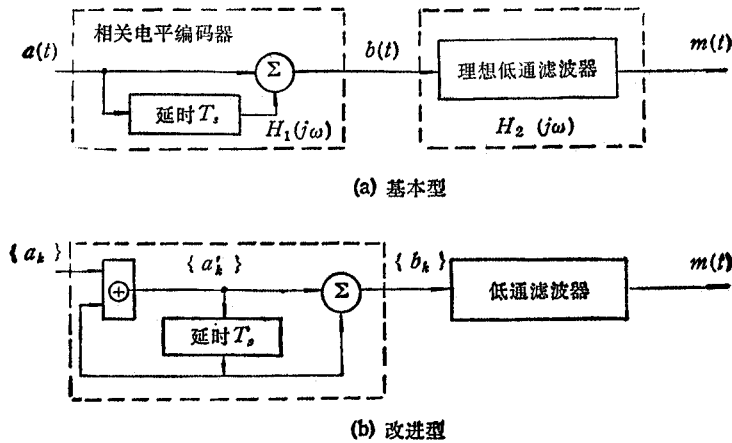 相关电平编码器
a(t)
b(t)
m(t)
Σ
理想低通滤波器
延时 Tₛ
H₁(jω)
H₂ (jω)
(a) 基本型
{ aₖ }
{ a′ₖ }
{ bₖ }
m(t)
⊕
Σ
低通滤波器
延时 Tₛ
(b) 改进型